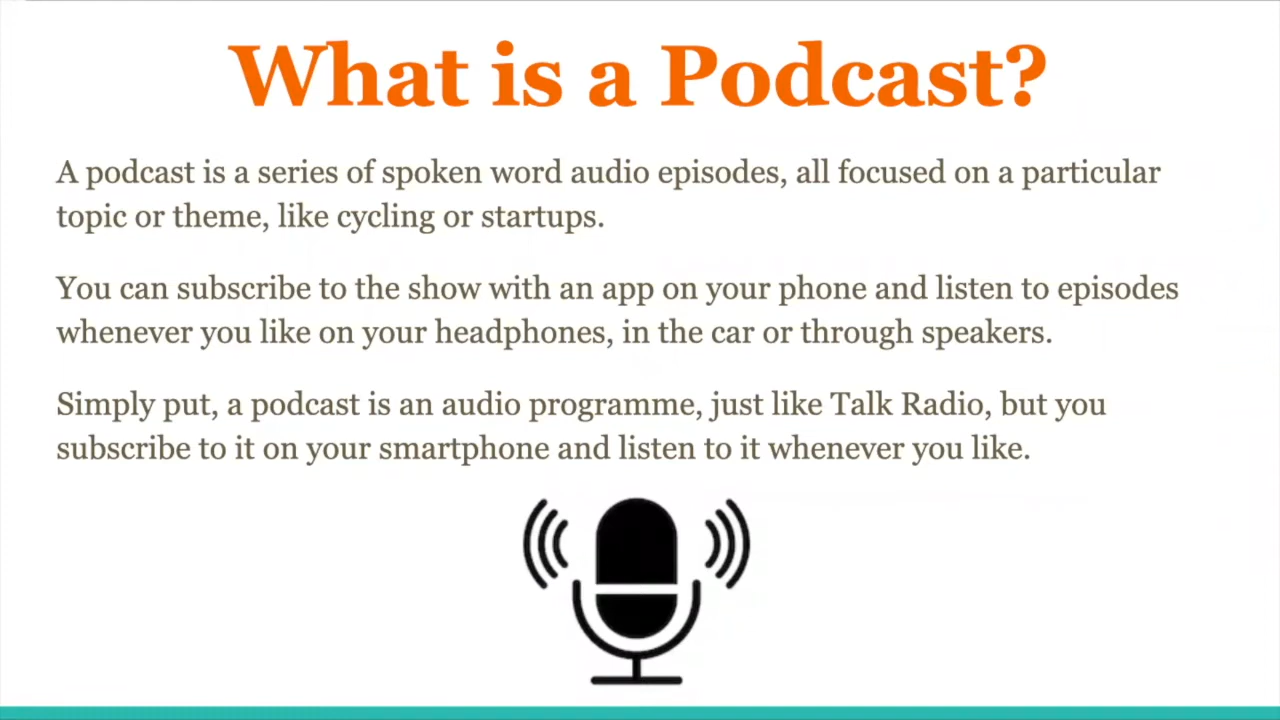 What is a Podcast?
A podcast is a series of spoken word audio episodes, all focused on a particular
topic or theme, like cycling or startups.
You can subscribe to the show with an app on your phone and listen to episodes
whenever you like on your headphones, in the car or through speakers.
Simply put, a podcast is an audio programme, just like Talk Radio, but you
subscribe to it on your smartphone and listen to it whenever you like.